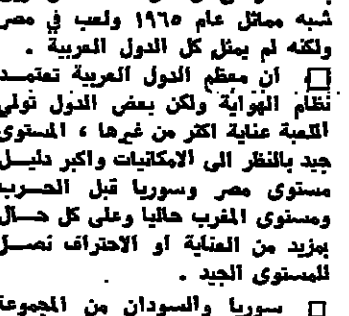 شبه مماثل عام ١٩٦٥ ولعب في مصر
ولكنه لم يمثل كل الدول العربية .
□ ان معظم الدول العربية تعتمد
نظام الهواية ولكن بعض الدول تولي
اللعبة عناية اكثر من غيرها ، المستوى
جيد بالنظر الى الامكانيات واكبر دليل
مستوى مصر وسوريا قبل الحرب
ومستوى المغرب حاليا وعلى كل حال
بمزيد من العناية او الاحتراف نصل
للمستوى الجيد .
□ سوريا والسودان من المجموعة